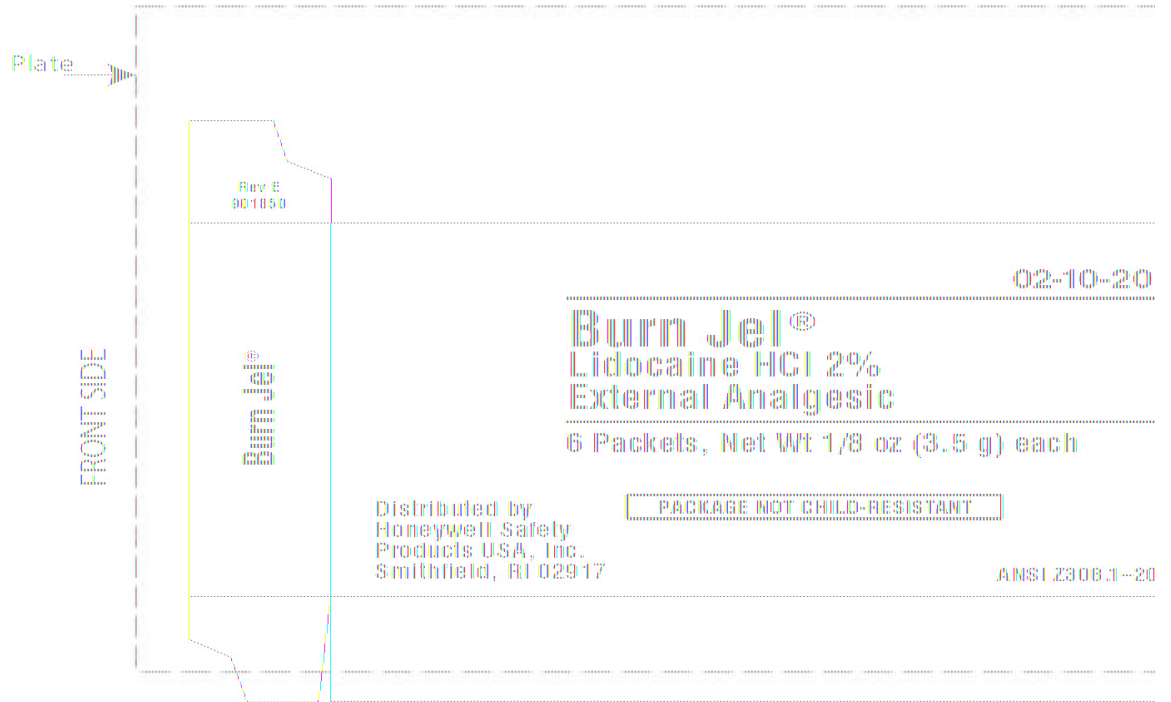 Plate
Rev E
901850
02-10-20
Burn Jel®
Lidocaine HCl 2%
External Analgesic
6 Packets, Net Wt 1/8 oz (3.5 g) each
FRONT SIDE
Burn Jel®
PACKAGE NOT CHILD-RESISTANT
Distributed by
Honeywell Safety
Products USA, Inc.
Smithfield, RI 02917
ANSI Z308.1-20